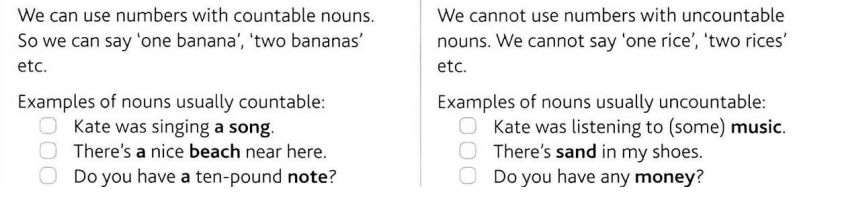 We can use numbers with countable nouns.
So we can say 'one banana', 'two bananas'
etc.
Examples of nouns usually countable:
Kate was singing a song.
There's a nice beach near here.
Do you have a ten-pound note?
We cannot use numbers with uncountable
nouns. We cannot say 'one rice', 'two rices'
etc.
Examples of nouns usually uncountable:
Kate was listening to (some) music.
There's sand in my shoes.
Do you have any money?